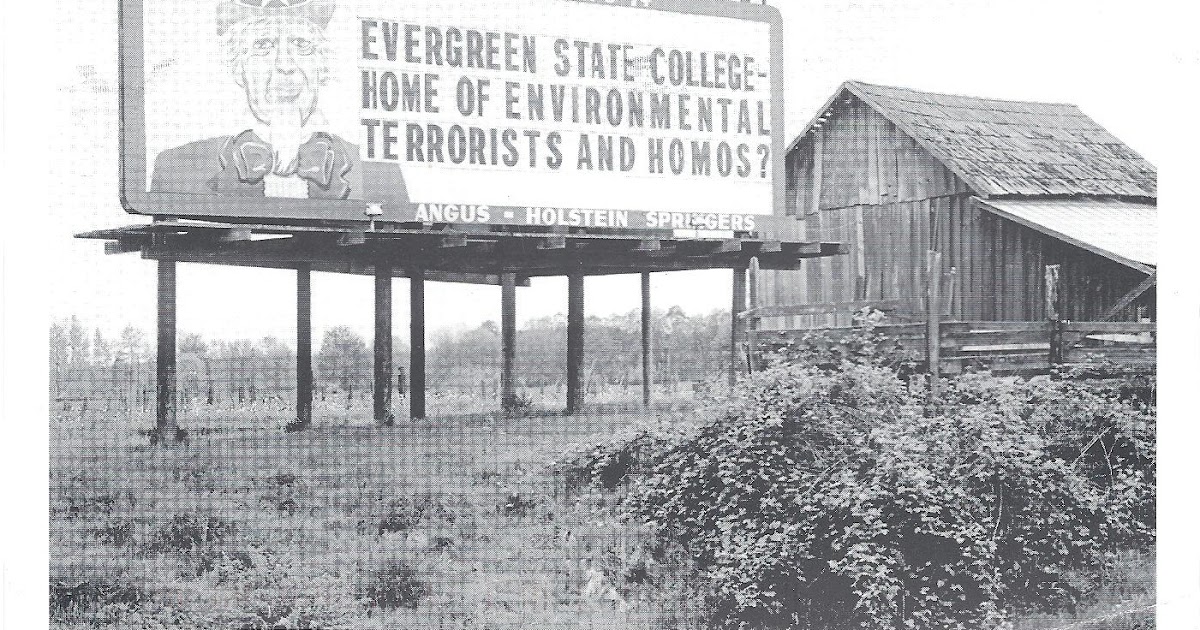 EVERGREEN STATE COLLEGE-
HOME OF ENVIRONMENTAL
TERRORISTS AND HOMOS?
ANGUS - HOLSTEIN SPRINGERS